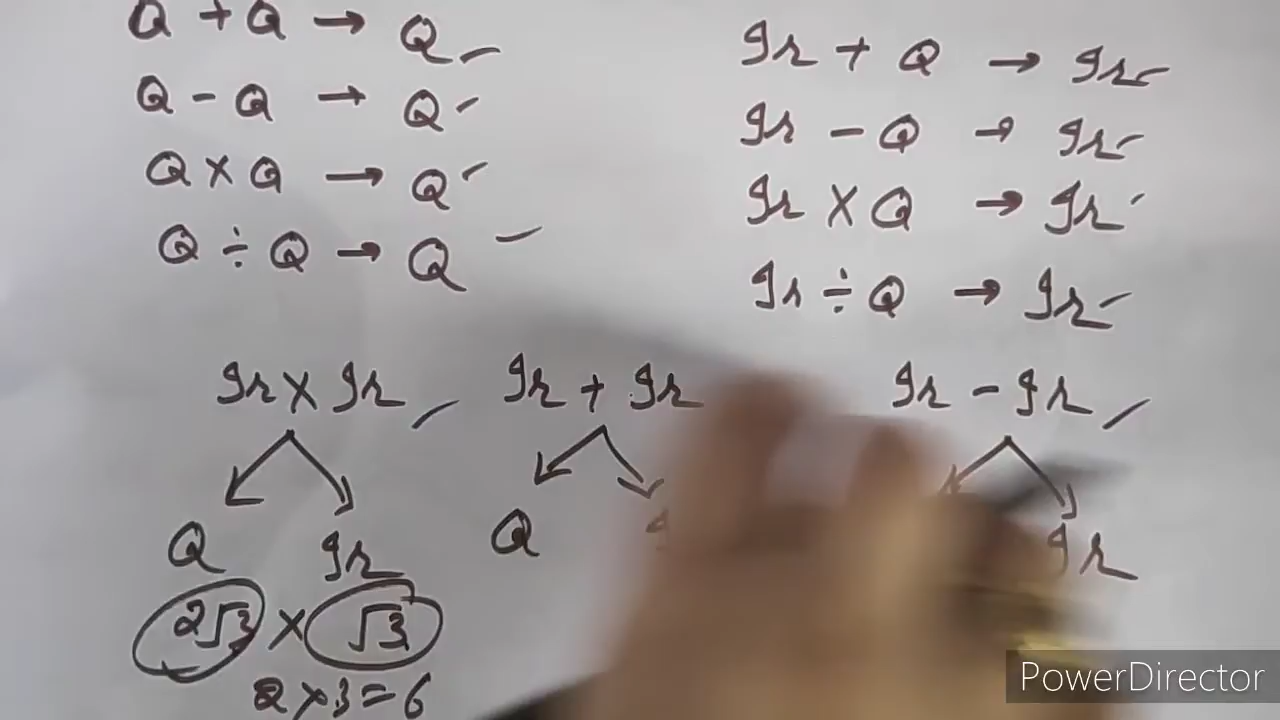 Q + Q → Q
Q - Q → Q
Q × Q → Q
Q ÷ Q → Q
Ir + Q → Ir
Ir - Q → Ir
Ir × Q → Ir
Ir ÷ Q → Ir
Ir × Ir
Q Ir
2√3 × √3
2 × 3 = 6
Ir + Ir
Q
Ir - Ir
Ir
PowerDirector